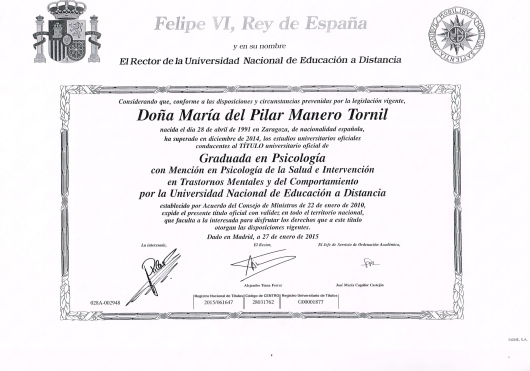 Felipe VI, Rey de España
y en su nombre
El Rector de la Universidad Nacional de Educación a Distancia
Considerando que, conforme a las disposiciones y circunstancias prevenidas por la legislación vigente,
Doña María del Pilar Manero Tornil
nacida el día 28 de abril de 1991 en Zaragoza, de nacionalidad española,
ha superado en diciembre de 2014, los estudios universitarios oficiales
conducentes al TÍTULO universitario oficial de
Graduada en Psicología
con Mención en Psicología de la Salud e Intervención
en Trastornos Mentales y del Comportamiento
por la Universidad Nacional de Educación a Distancia
establecido por Acuerdo del Consejo de Ministros de 22 de enero de 2010,
expide el presente título oficial con validez en todo el territorio nacional,
que faculta a la interesada para disfrutar los derechos que a este título
otorgan las disposiciones vigentes.
Dado en Madrid, a 27 de enero de 2015
La interesada, El Rector, El Jefe de Servicio de Ordenación Académica,
Pilar
Alejandro Tiana Ferrer José María Cugallar Castejón
Registro Nacional de Títulos Código de CENTRO Registro Universitario de Títulos
02EA-002948 2015/061647 28031762 G00001877